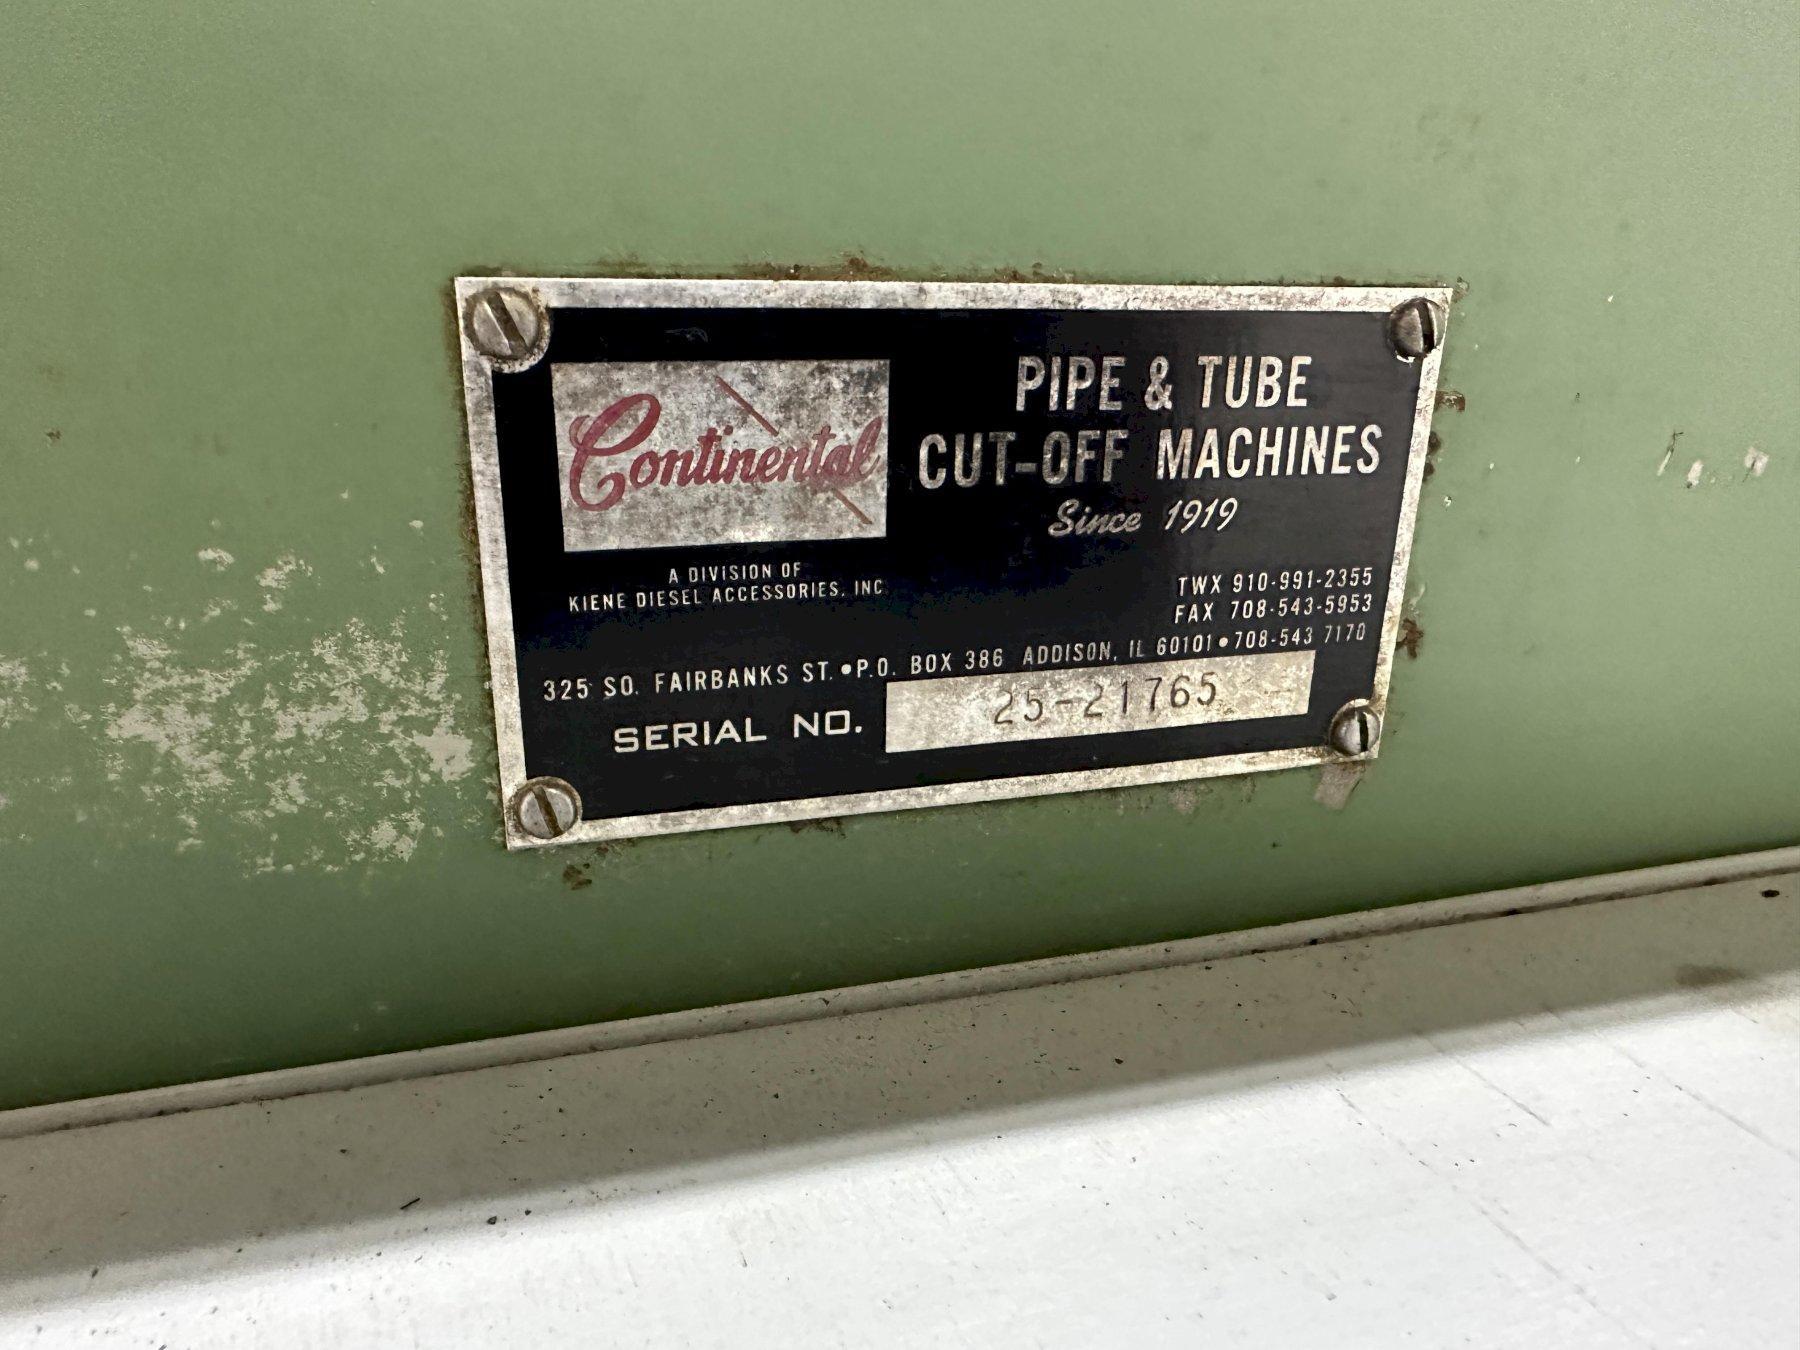 Continental
PIPE & TUBE
CUT-OFF MACHINES
Since 1919
A DIVISION OF
KIENE DIESEL ACCESSORIES, INC.
TWX 910-991-2355
FAX 708-543-5953
325 SO. FAIRBANKS ST. • P.O. BOX 386 ADDISON, IL 60101 • 708-543 7170
SERIAL NO. 25-21765